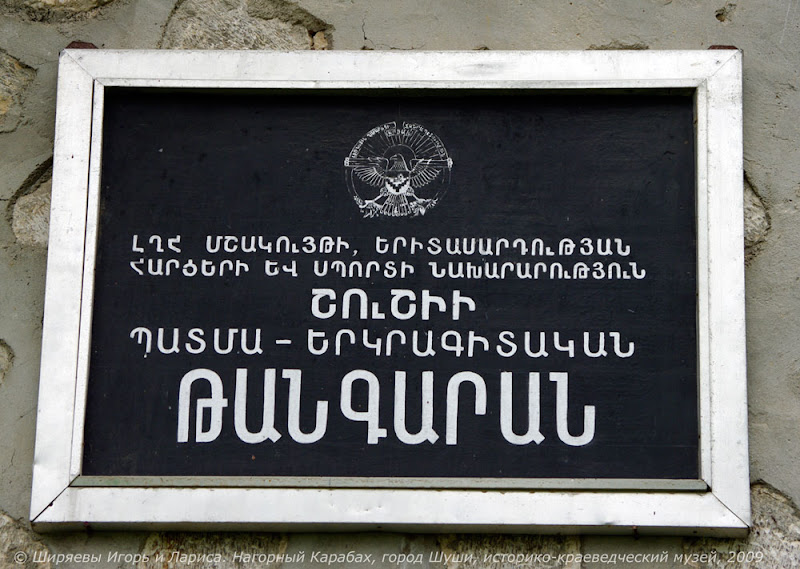 ԼՂՀ ՄՇԱԿՈՒՅԹԻ, ԵՐԻՏԱՍԱՐԴՈՒԹՅԱՆ
ՀԱՐՑԵՐԻ ԵՎ ՍՊՈՐՏԻ ՆԱԽԱՐԱՐՈՒԹՅՈՒՆ
ՇՈՒՇԻԻ
ՊԱՏՄԱ – ԵՐԿՐԱԳԻՏԱԿԱՆ
ԹԱՆԳԱՐԱՆ
© Ширяевы Игорь и Лариса. Нагорный Карабах, город Шуши, историко-краеведческий музей. 2009